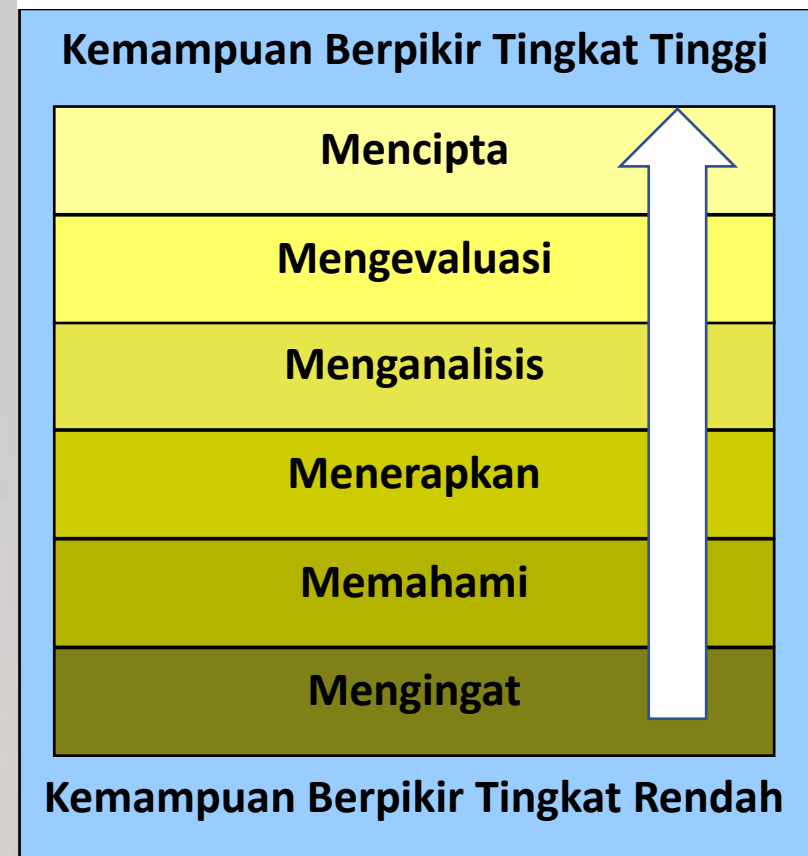 Kemampuan Berpikir Tingkat Tinggi
Mencipta
Mengevaluasi
Menganalisis
Menerapkan
Memahami
Mengingat
Kemampuan Berpikir Tingkat Rendah